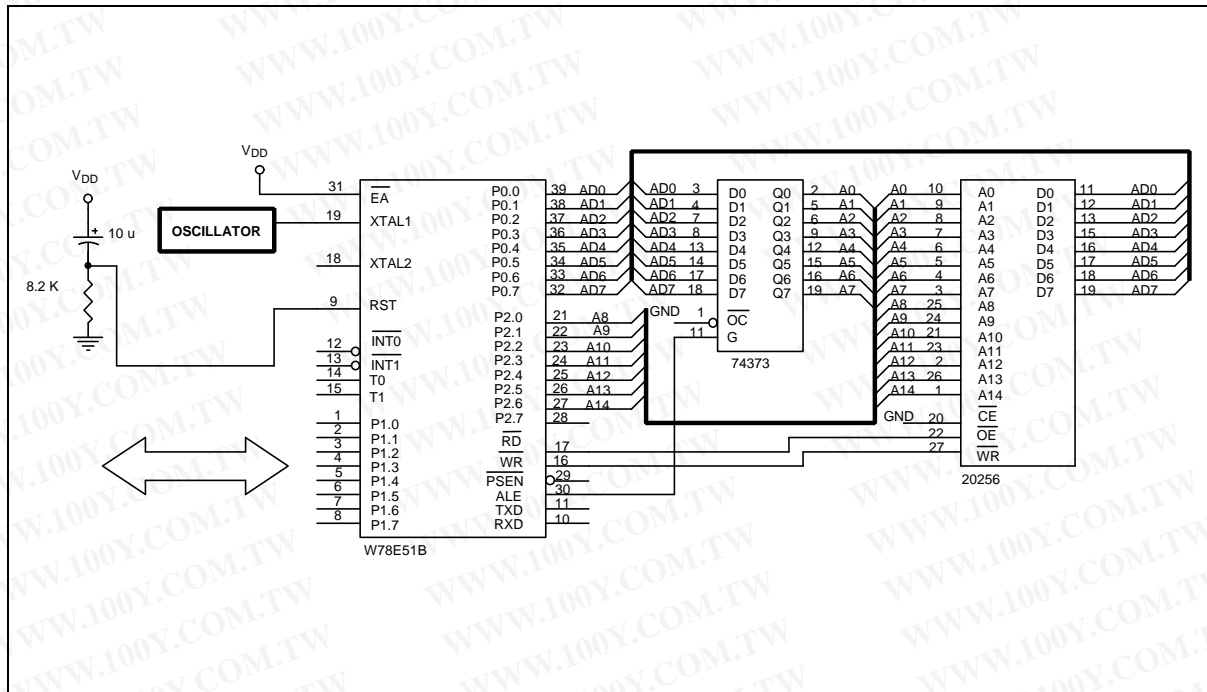 WWW.100Y.COM.TW
VDD
10 u
8.2 K
VDD
OSCILLATOR
31 EA
19 XTAL1
18 XTAL2
9 RST
12 INT0
13 INT1
14 T0
15 T1
1 P1.0
2 P1.1
3 P1.2
4 P1.3
5 P1.4
6 P1.5
7 P1.6
8 P1.7
P0.0 39 AD0
P0.1 38 AD1
P0.2 37 AD2
P0.3 36 AD3
P0.4 35 AD4
P0.5 34 AD5
P0.6 33 AD6
P0.7 32 AD7
P2.0 21 A8
P2.1 22 A9
P2.2 23 A10
P2.3 24 A11
P2.4 25 A12
P2.5 26 A13
P2.6 27 A14
P2.7 28
RD 17
WR 16
PSEN 29
ALE 30
TXD 11
RXD 10
W78E51B
AD0 3 D0 Q0 2 A0
AD1 4 D1 Q1 5 A1
AD2 7 D2 Q2 6 A2
AD3 8 D3 Q3 9 A3
AD4 13 D4 Q4 12 A4
AD5 14 D5 Q5 15 A5
AD6 17 D6 Q6 16 A6
AD7 18 D7 Q7 19 A7
GND 1 OC
11 G
74373
A0 10 A0 D0 11 AD0
A1 9 A1 D1 12 AD1
A2 8 A2 D2 13 AD2
A3 7 A3 D3 15 AD3
A4 6 A4 D4 16 AD4
A5 5 A5 D5 17 AD5
A6 4 A6 D6 18 AD6
A7 3 A7 D7 19 AD7
A8 25 A8
A9 24 A9
A10 21 A10
A11 23 A11
A12 2 A12
A13 26 A13
A14 1 A14
GND 20 CE
22 OE
27 WR
20256